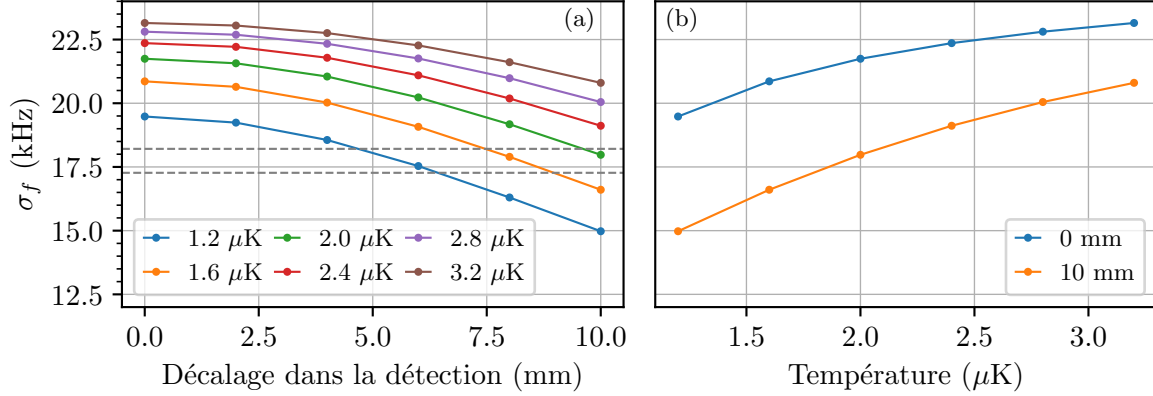 (a)
22.5
20.0
17.5
15.0
12.5
σ_f (kHz)
1.2 μK
2.0 μK
2.8 μK
1.6 μK
2.4 μK
3.2 μK
0.0
2.5
5.0
7.5
10.0
Décalage dans la détection (mm)
(b)
0 mm
10 mm
1.5
2.0
2.5
3.0
Température (μK)